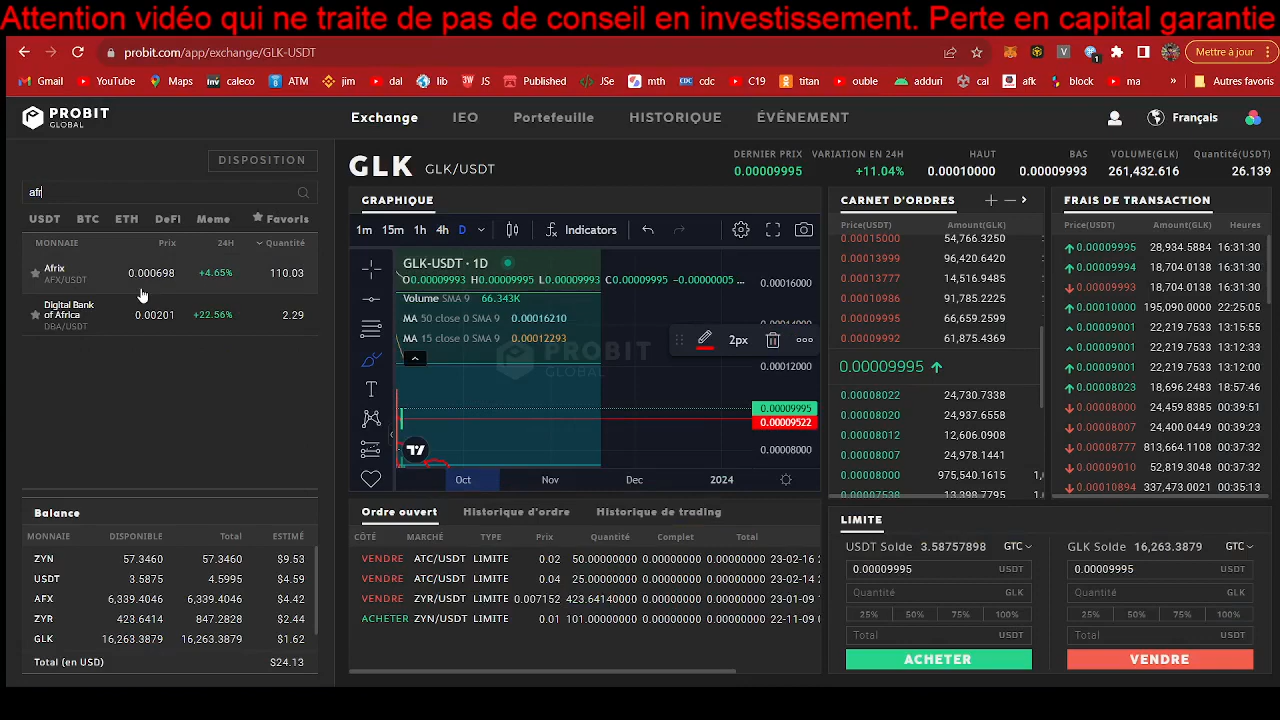 Attention vidéo qui ne traite de pas de conseil en investissement. Perte en capital garantie
probit.com/app/exchange/GLK-USDT
Mettre à jour
Gmail YouTube Maps caleco ATM jim dal lib JS Published JSe mth cdc C19 titan ouble adduri cal afk block ma » Autres favoris
PROBIT
GLOBAL
Exchange IEO Portefeuille HISTORIQUE ÉVÉNEMENT Français
DISPOSITION
afr
USDT BTC ETH DeFI Meme Favoris
MONNAIE Prix 24H Quantité
Afrix
AFX/USDT
0.000698 +4.65% 110.03
Digital Bank
of Africa
DBA/USDT
0.00201 +22.56% 2.29
Balance
MONNAIE DISPONIBLE Total ESTIMÉ
ZYN 57.3460 57.3460 $9.53
USDT 3.5875 4.5995 $4.59
AFX 6,339.4046 6,339.4046 $4.42
ZYR 423.6414 847.2828 $2.44
GLK 16,263.3879 16,263.3879 $1.62
Total (en USD) $24.13
GLK GLK/USDT
DERNIER PRIX VARIATION EN 24H HAUT BAS VOLUME(GLK) Quantité(USDT)
0.00009995 +11.04% 0.00010000 0.00009993 261,432.616 26.139
GRAPHIQUE
1m 15m 1h 4h D Indicators
GLK-USDT · 1D
O0.00009993 H0.00009995 L0.00009993 C0.00009995 −0.00000005 ...
Volume SMA 9 66.343K
MA 50 close 0 SMA 9 0.00016210
MA 15 close 0 SMA 9 0.00012293
2px
PROBIT
GLOBAL
0.00016000
0.00012000
0.00009995
0.00009522
0.00008000
Oct Nov Dec 2024
CARNET D'ORDRES
Price(USDT) Amount(GLK)
0.00015000 54,766.3250
0.00013999 96,420.6420
0.00013777 14,516.9485
0.00010986 91,785.2225
0.00009995 66,659.2599
0.00009992 61,875.4369
0.00009995
0.00008022 24,730.7338
0.00008020 24,937.6558
0.00008012 12,606.0908
0.00008007 24,978.1441
0.00008000 975,540.1615 1,
0.00007538 13,398.7795 1,
FRAIS DE TRANSACTION
Price(USDT) Amount(GLK) Heures
0.00009995 28,934.5884 16:31:30
0.00009994 18,704.0138 16:31:30
0.00009993 18,704.0138 16:31:30
0.00010000 195,090.0000 22:25:05
0.00009001 22,219.7533 13:15:55
0.00009001 22,219.7533 13:12:00
0.00009001 22,219.7533 13:12:00
0.00008023 18,696.2483 18:57:46
0.00008000 24,459.8385 00:39:51
0.00008007 24,400.0449 00:39:23
0.00008777 813,664.1108 00:37:32
0.00009010 52,819.3048 00:37:32
0.00010894 337,473.0021 00:35:13
Ordre ouvert Historique d'ordre Historique de trading
CÔTÉ MARCHÉ TYPE Prix Quantité Complet Total
VENDRE ATC/USDT LIMITE 0.02 50.00000000 0.00000000 0.00000000 23-02-16 2
VENDRE ATC/USDT LIMITE 0.04 25.00000000 0.00000000 0.00000000 23-02-14 2
VENDRE ZYR/USDT LIMITE 0.007152 423.64140000 0.00000000 0.00000000 23-01-09 1
ACHETER ZYN/USDT LIMITE 0.01 101.00000000 0.00000000 0.00000000 22-11-09 2
LIMITE
USDT Solde 3.58757898 GTC
0.00009995 USDT
Quantité GLK
25% 50% 75% 100%
Total USDT
ACHETER
GLK Solde 16,263.3879 GTC
0.00009995 USDT
Quantité GLK
25% 50% 75% 100%
Total USDT
VENDRE